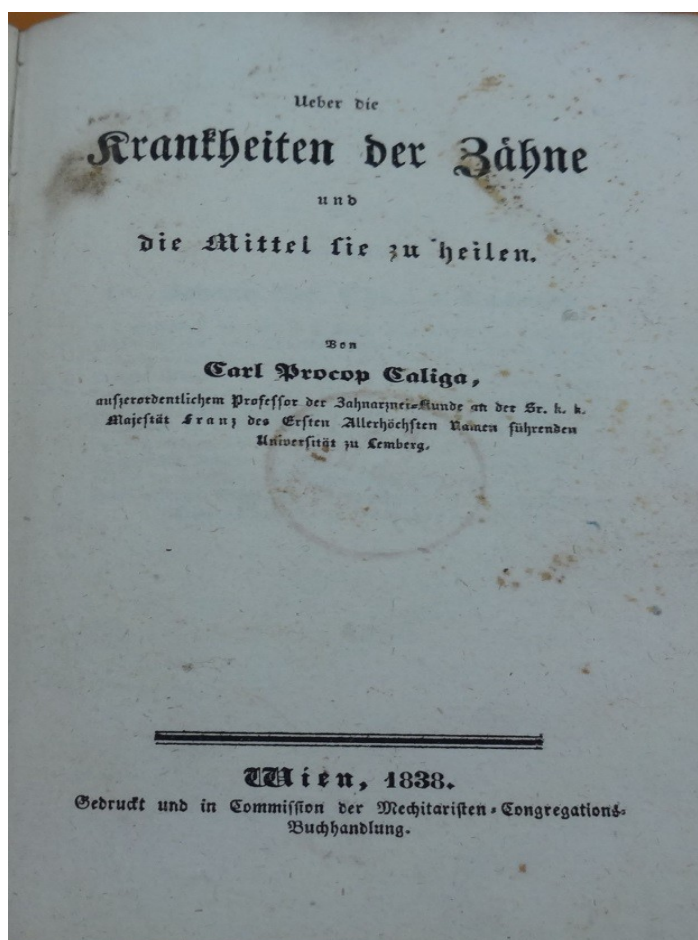 Ueber die
Krankheiten der Zähne
und
die Mittel sie zu heilen.
Von
Carl Procop Caliga,
außerordentlichem Professor der Zahnarznei-Kunde an der Sr. k. k.
Majestät Franz des Ersten Allerhöchsten Namen führenden
Universität zu Lemberg.
Wien, 1838.
Gedruckt und in Commission der Mechitaristen-Congregations-
Buchhandlung.